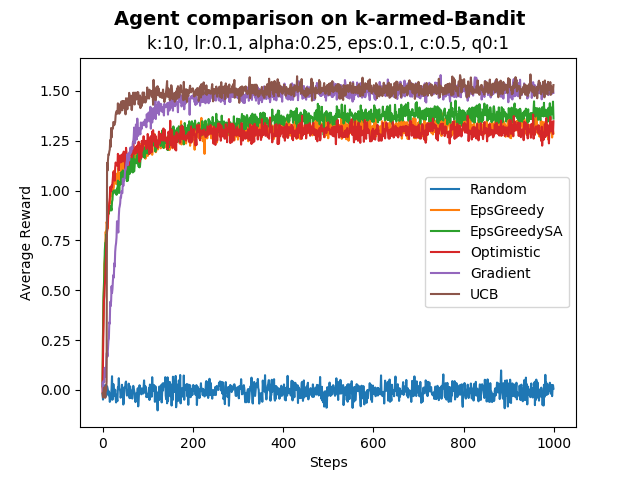 Agent comparison on k-armed-Bandit
k:10, lr:0.1, alpha:0.25, eps:0.1, c:0.5, q0:1
Average Reward
1.50
1.25
1.00
0.75
0.50
0.25
0.00
Random
EpsGreedy
EpsGreedySA
Optimistic
Gradient
UCB
0 200 400 600 800 1000
Steps